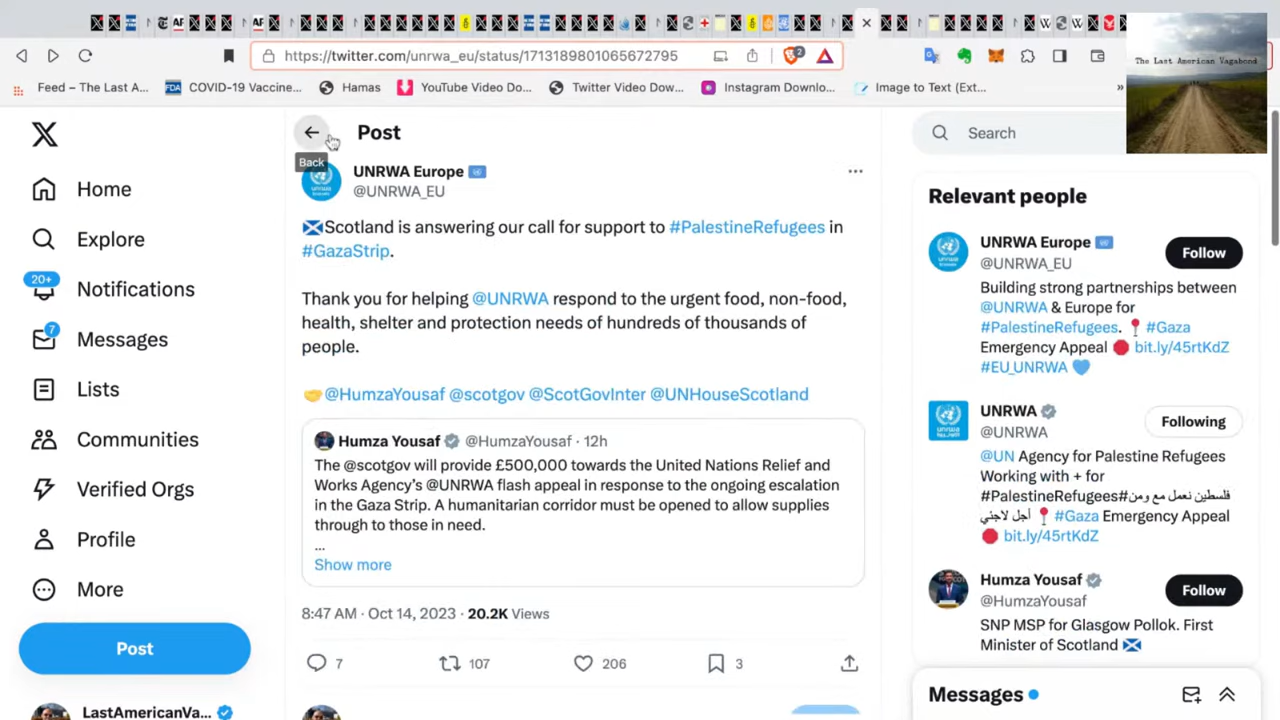 https://twitter.com/unrwa_eu/status/1713189801065672795
2
Feed – The Last A...
FDA
COVID-19 Vaccine...
Hamas
YouTube Video Do...
Twitter Video Dow...
Instagram Downlo...
Image to Text (Ext...
»
The Last American Vagabond
Home
Explore
20+
Notifications
7
Messages
Lists
Communities
Verified Orgs
Profile
More
Post
LastAmericanVa...
Post
Back
UNRWA Europe
@UNRWA_EU
Scotland is answering our call for support to #PalestineRefugees in
#GazaStrip.
Thank you for helping @UNRWA respond to the urgent food, non-food,
health, shelter and protection needs of hundreds of thousands of
people.
@HumzaYousaf @scotgov @ScotGovInter @UNHouseScotland
Humza Yousaf @HumzaYousaf · 12h
The @scotgov will provide £500,000 towards the United Nations Relief and
Works Agency’s @UNRWA flash appeal in response to the ongoing escalation
in the Gaza Strip. A humanitarian corridor must be opened to allow supplies
through to those in need.
...
Show more
8:47 AM · Oct 14, 2023 · 20.2K Views
7 107 206 3
Search
Relevant people
UNRWA Europe
@UNRWA_EU
Follow
Building strong partnerships between
@UNRWA & Europe for
#PalestineRefugees. #Gaza
Emergency Appeal bit.ly/45rtKdZ
#EU_UNRWA
UNRWA
@UNRWA
Following
@UN Agency for Palestine Refugees
Working with + for
#PalestineRefugees#فلسطين نعمل مع ومن
أجل لاجئي #Gaza Emergency Appeal
bit.ly/45rtKdZ
Humza Yousaf
@HumzaYousaf
Follow
SNP MSP for Glasgow Pollok. First
Minister of Scotland
Messages